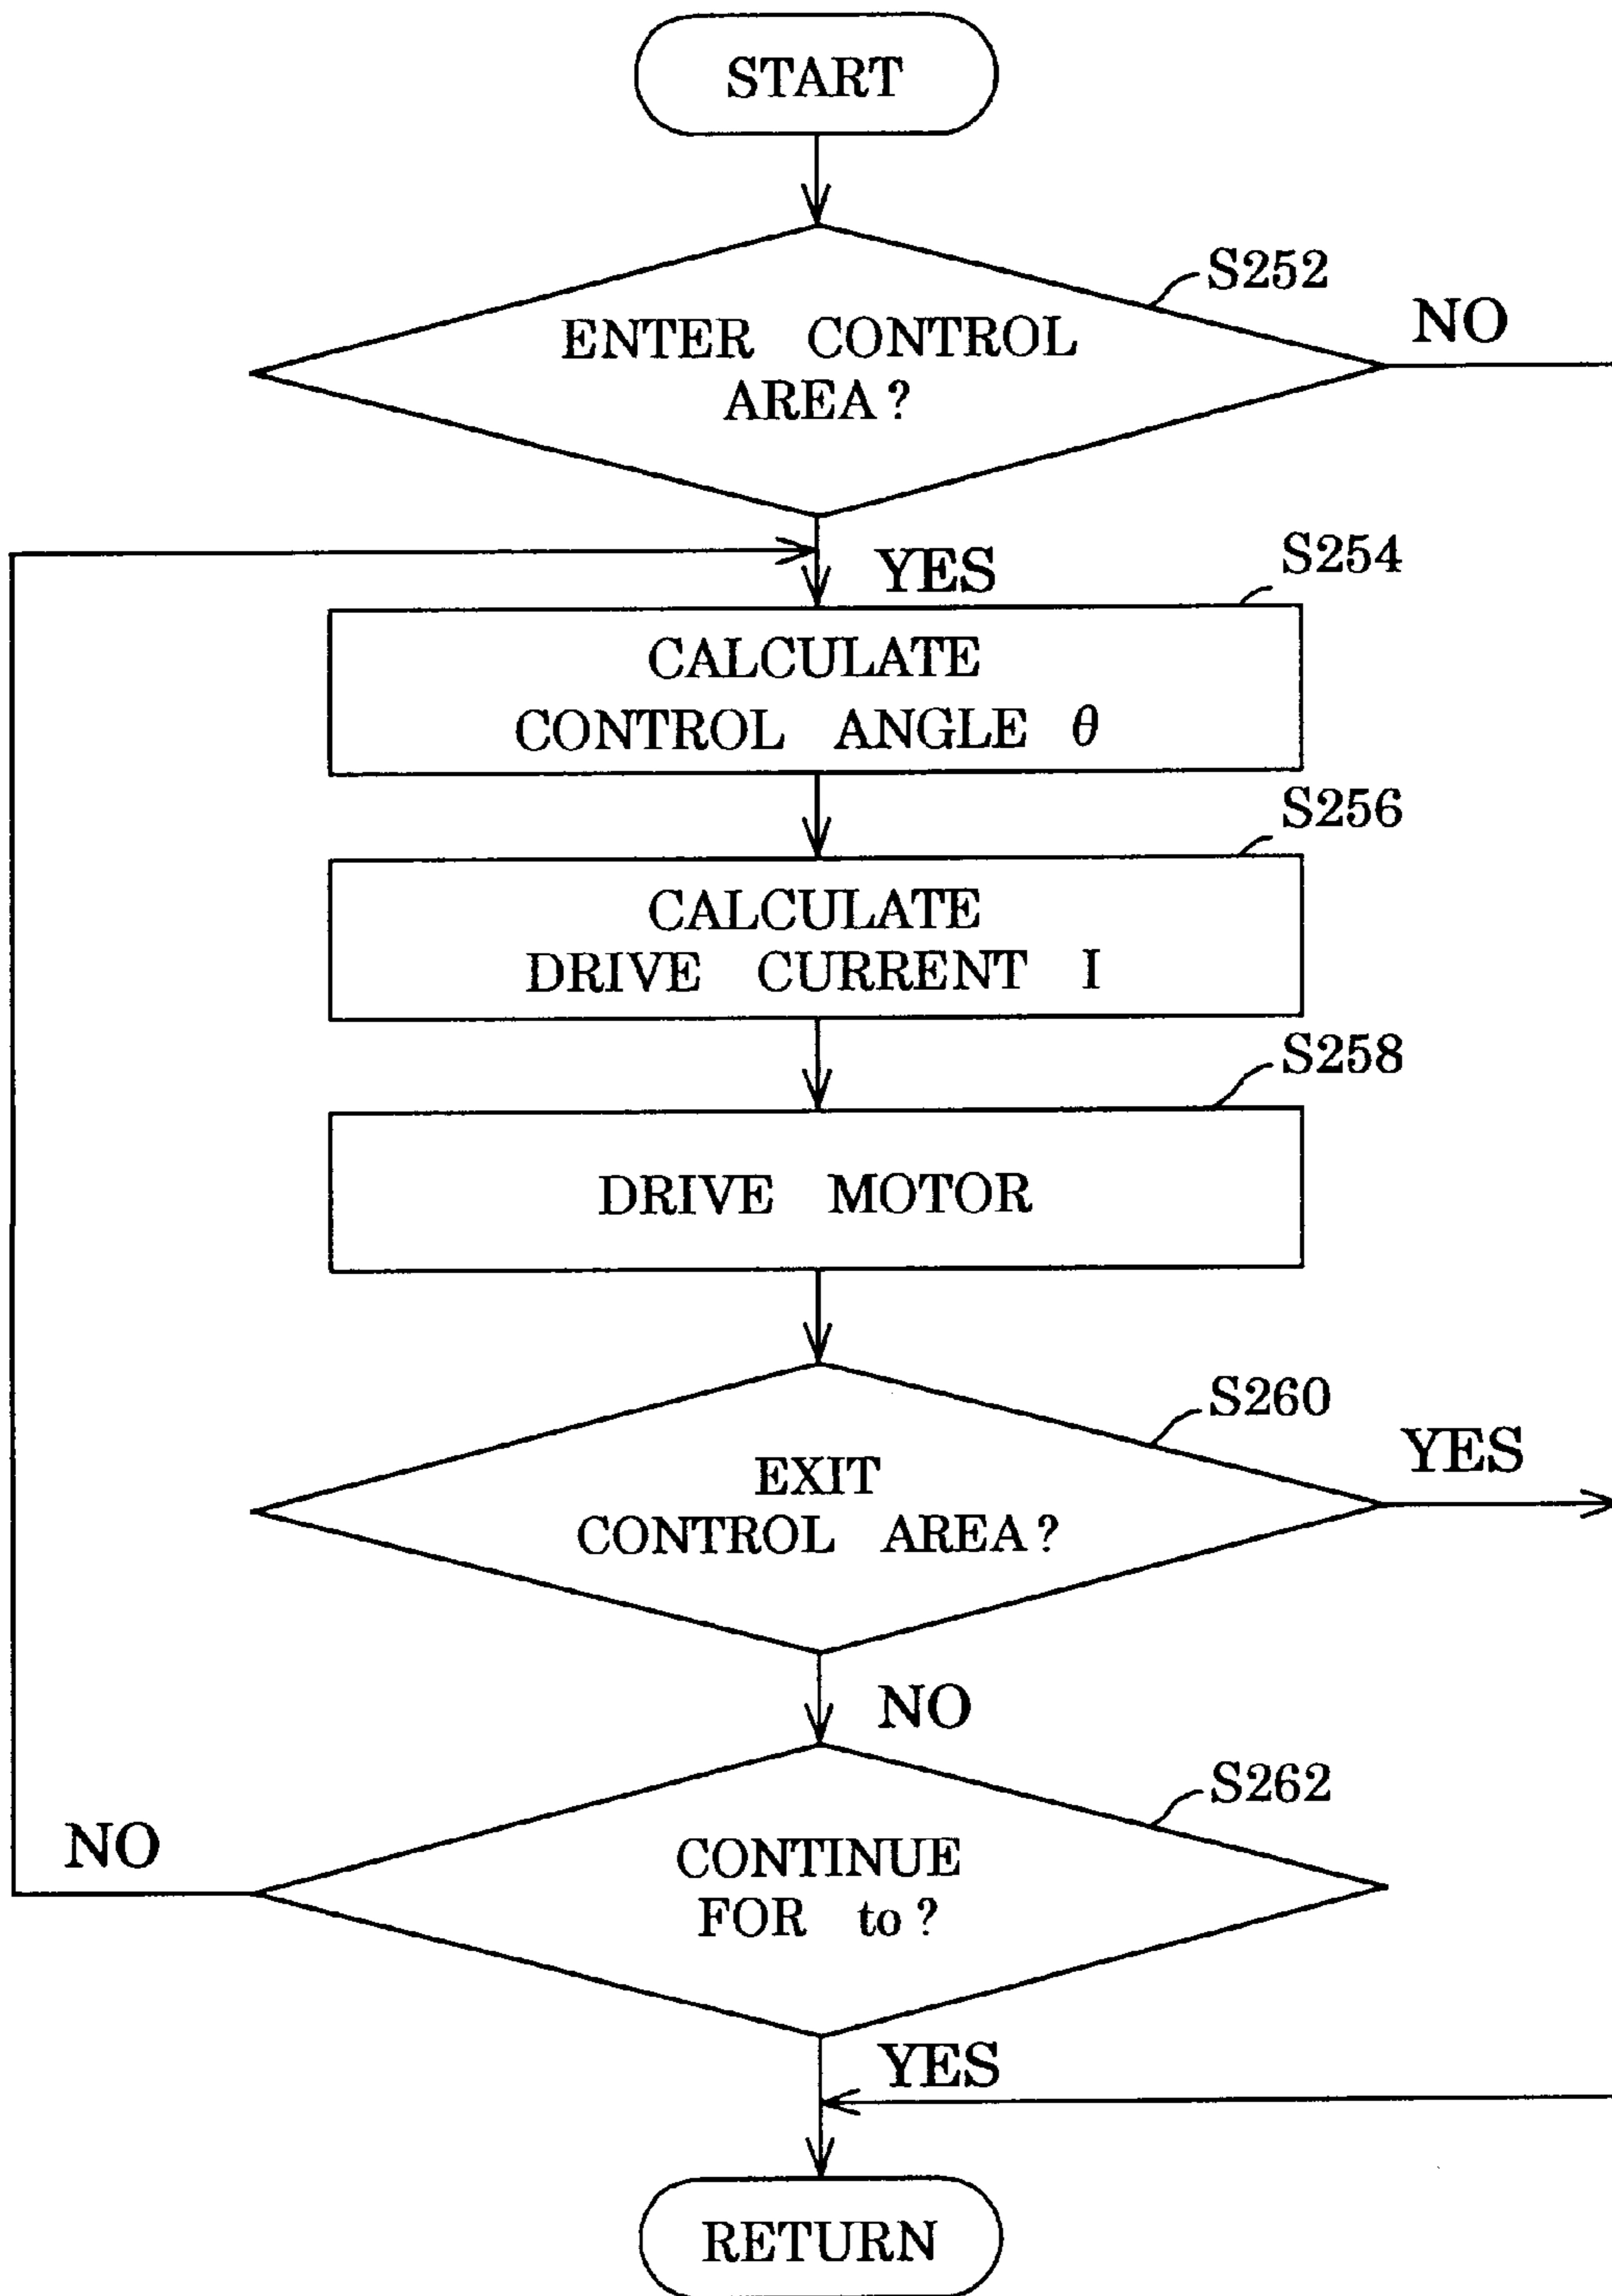 START
S252
ENTER CONTROL
AREA?
NO
YES
S254
CALCULATE
CONTROL ANGLE θ
S256
CALCULATE
DRIVE CURRENT I
S258
DRIVE MOTOR
S260
EXIT
CONTROL AREA?
YES
NO
S262
CONTINUE
FOR to?
NO
YES
RETURN